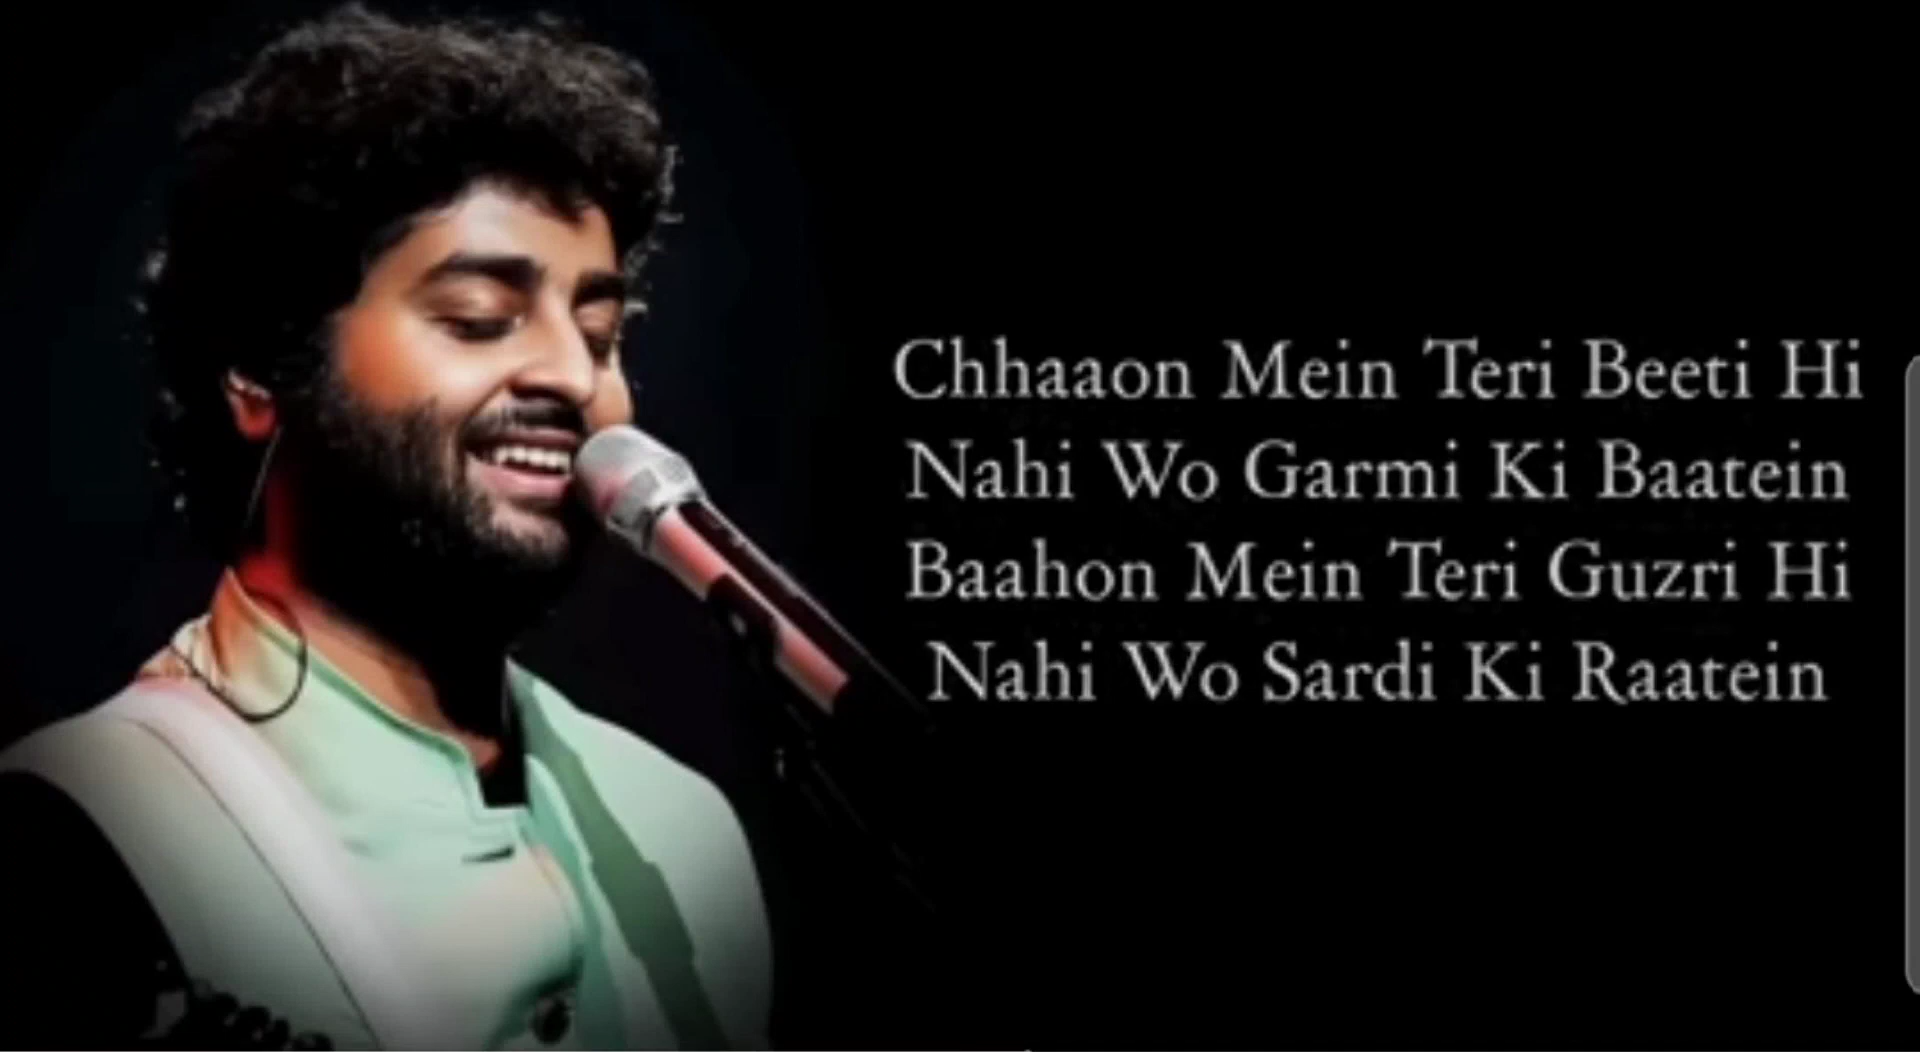 Chhaaon Mein Teri Beeti Hi
Nahi Wo Garmi Ki Baatein
Baahon Mein Teri Guzri Hi
Nahi Wo Sardi Ki Raatein